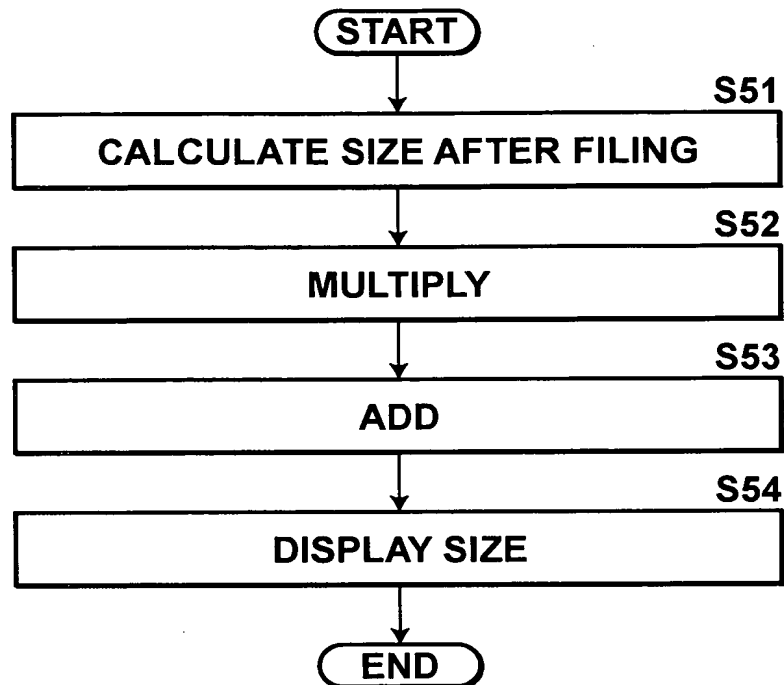 START
S51
CALCULATE SIZE AFTER FILING
S52
MULTIPLY
S53
ADD
S54
DISPLAY SIZE
END